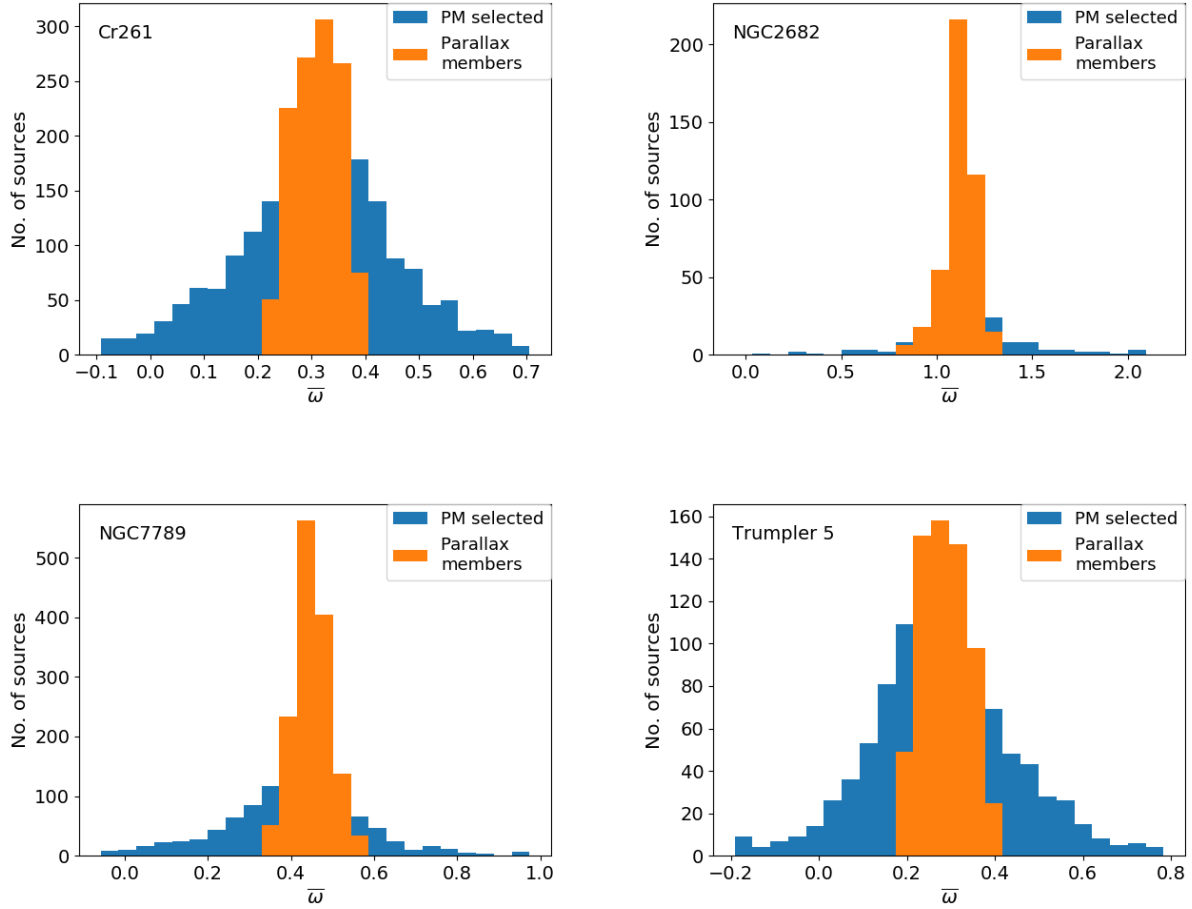 Cr261
PM selected
Parallax
members
No. of sources
300
250
200
150
100
50
0
−0.1 0.0 0.1 0.2 0.3 0.4 0.5 0.6 0.7
ϖ̅
NGC2682
PM selected
Parallax
members
No. of sources
200
150
100
50
0
0.0 0.5 1.0 1.5 2.0
ϖ̅
NGC7789
PM selected
Parallax
members
No. of sources
500
400
300
200
100
0
0.0 0.2 0.4 0.6 0.8 1.0
ϖ̅
Trumpler 5
PM selected
Parallax
members
No. of sources
160
140
120
100
80
60
40
20
0
−0.2 0.0 0.2 0.4 0.6 0.8
ϖ̅